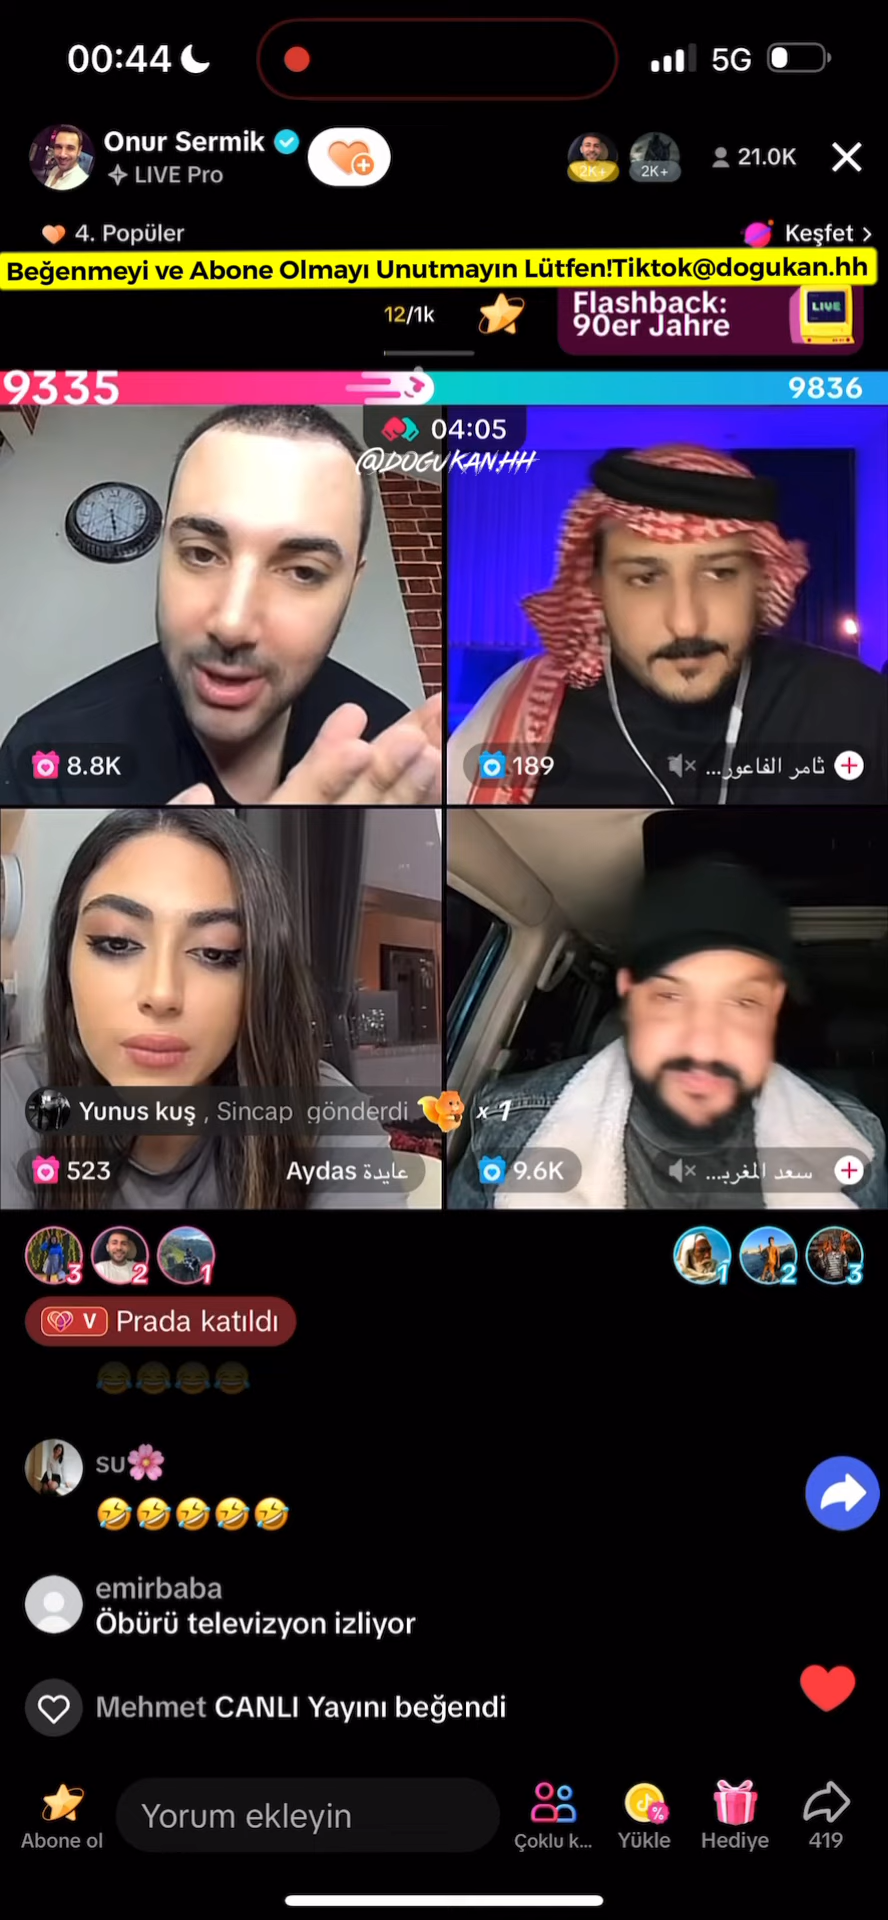 00:44
5G
Onur Sermik
LIVE Pro
2K+
2K+
21.0K
4. Popüler
Keşfet >
Beğenmeyi ve Abone Olmayı Unutmayın Lütfen!Tiktok@dogukan.hh
12/1k
Flashback:
90er Jahre
LIVE
9335
9836
04:05
@DOGUKAN.HH
8.8K
189
ثامر الفاعور...
Yunus kuş , Sincap gönderdi x 1
523
Aydas عايدة
9.6K
سعد المغربـ...
3
2
1
1
2
3
V Prada katıldı
😂😂😂😂
su🌸
🤣🤣🤣🤣🤣
emirbaba
Öbürü televizyon izliyor
Mehmet CANLI Yayını beğendi
Abone ol
Yorum ekleyin
Çoklu k...
Yükle
Hediye
419